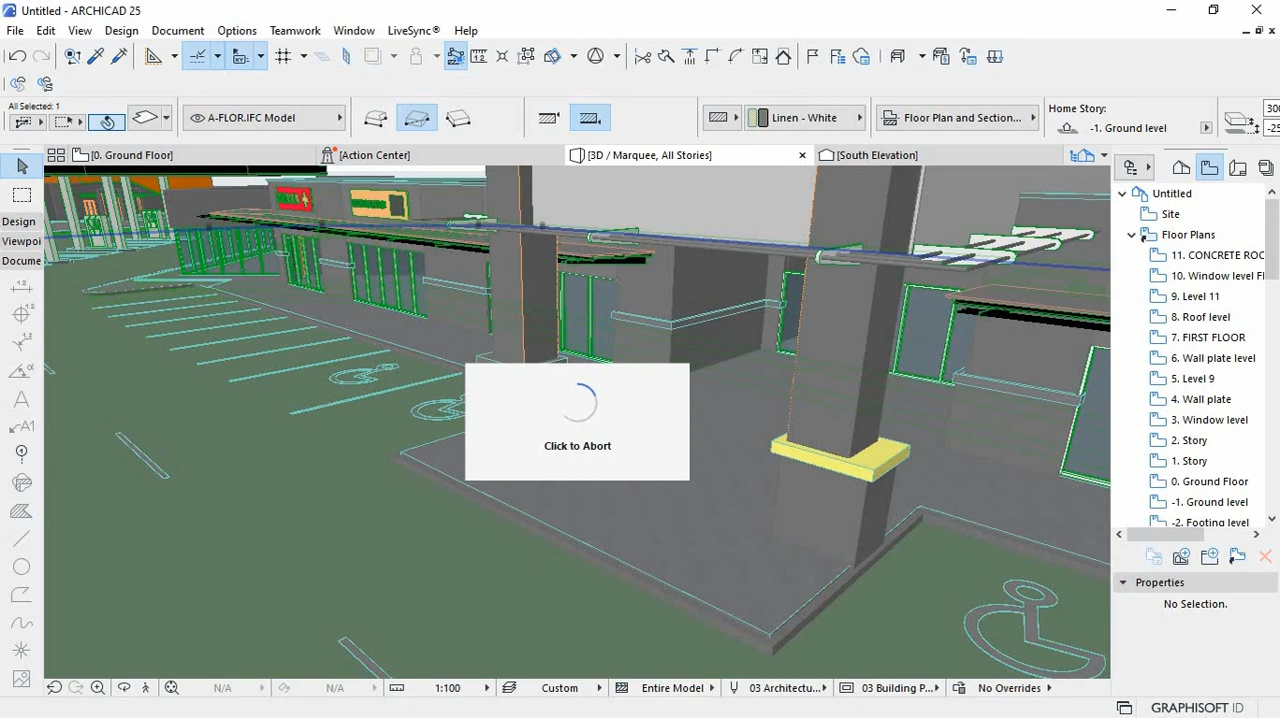 Untitled - ARCHICAD 25
File Edit View Design Document Options Teamwork Window LiveSync® Help
All Selected: 1
A-FLOR.IFC Model
Linen - White
Floor Plan and Section...
Home Story:
-1. Ground level
[0. Ground Floor]
[Action Center]
[3D / Marquee, All Stories]
[South Elevation]
Design
Viewpoi
Docume
Click to Abort
Untitled
Site
Floor Plans
11. CONCRETE ROO
10. Window level Fl
9. Level 11
8. Roof level
7. FIRST FLOOR
6. Wall plate level
5. Level 9
4. Wall plate
3. Window level
2. Story
1. Story
0. Ground Floor
-1. Ground level
-2. Footing level
Properties
No Selection.
N/A
N/A
1:100
Custom
Entire Model
03 Architectu...
03 Building P...
No Overrides
GRAPHISOFT ID